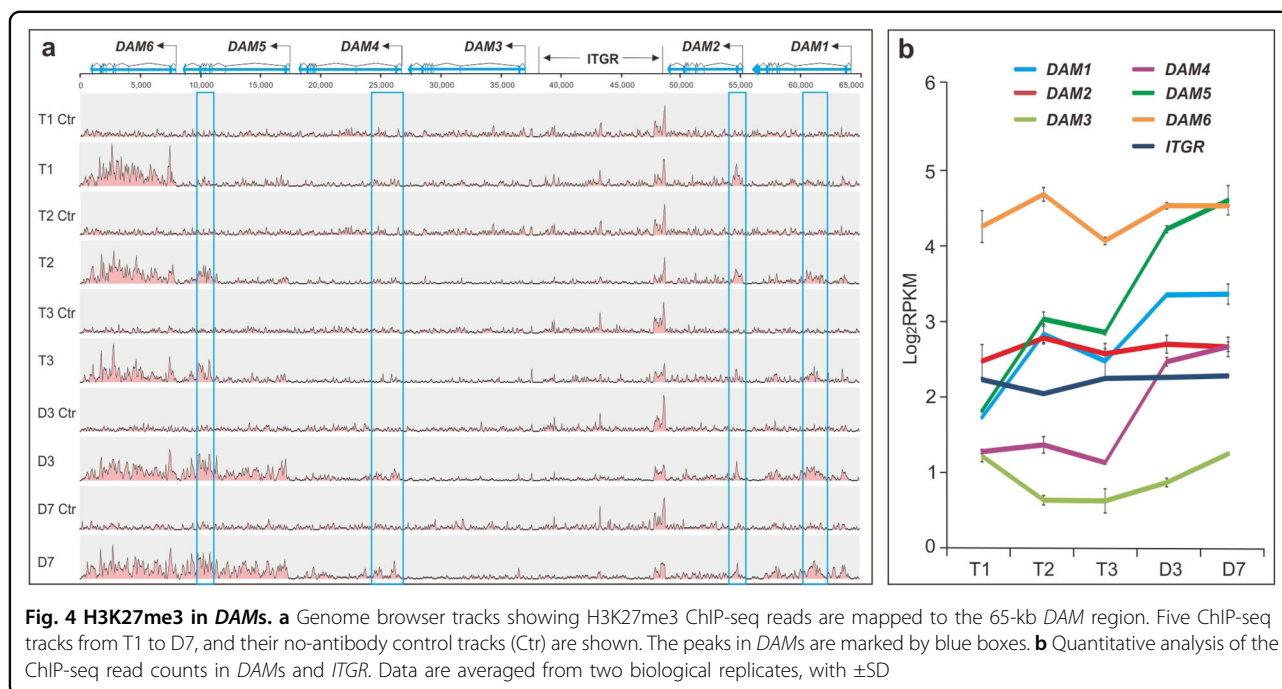 a
DAM6 DAM5 DAM4 DAM3 ITGR DAM2 DAM1
0 5,000 10,000 15,000 20,000 25,000 30,000 35,000 40,000 45,000 50,000 55,000 60,000 65,000
T1 Ctr
T1
T2 Ctr
T2
T3 Ctr
T3
D3 Ctr
D3
D7 Ctr
D7
b
DAM1 DAM4
DAM2 DAM5
DAM3 DAM6
ITGR
Log2RPKM
6
5
4
3
2
1
0
T1 T2 T3 D3 D7
Fig. 4 H3K27me3 in DAMs. a Genome browser tracks showing H3K27me3 ChIP-seq reads are mapped to the 65-kb DAM region. Five ChIP-seq
tracks from T1 to D7, and their no-antibody control tracks (Ctr) are shown. The peaks in DAMs are marked by blue boxes. b Quantitative analysis of the
ChIP-seq read counts in DAMs and ITGR. Data are averaged from two biological replicates, with ±SD